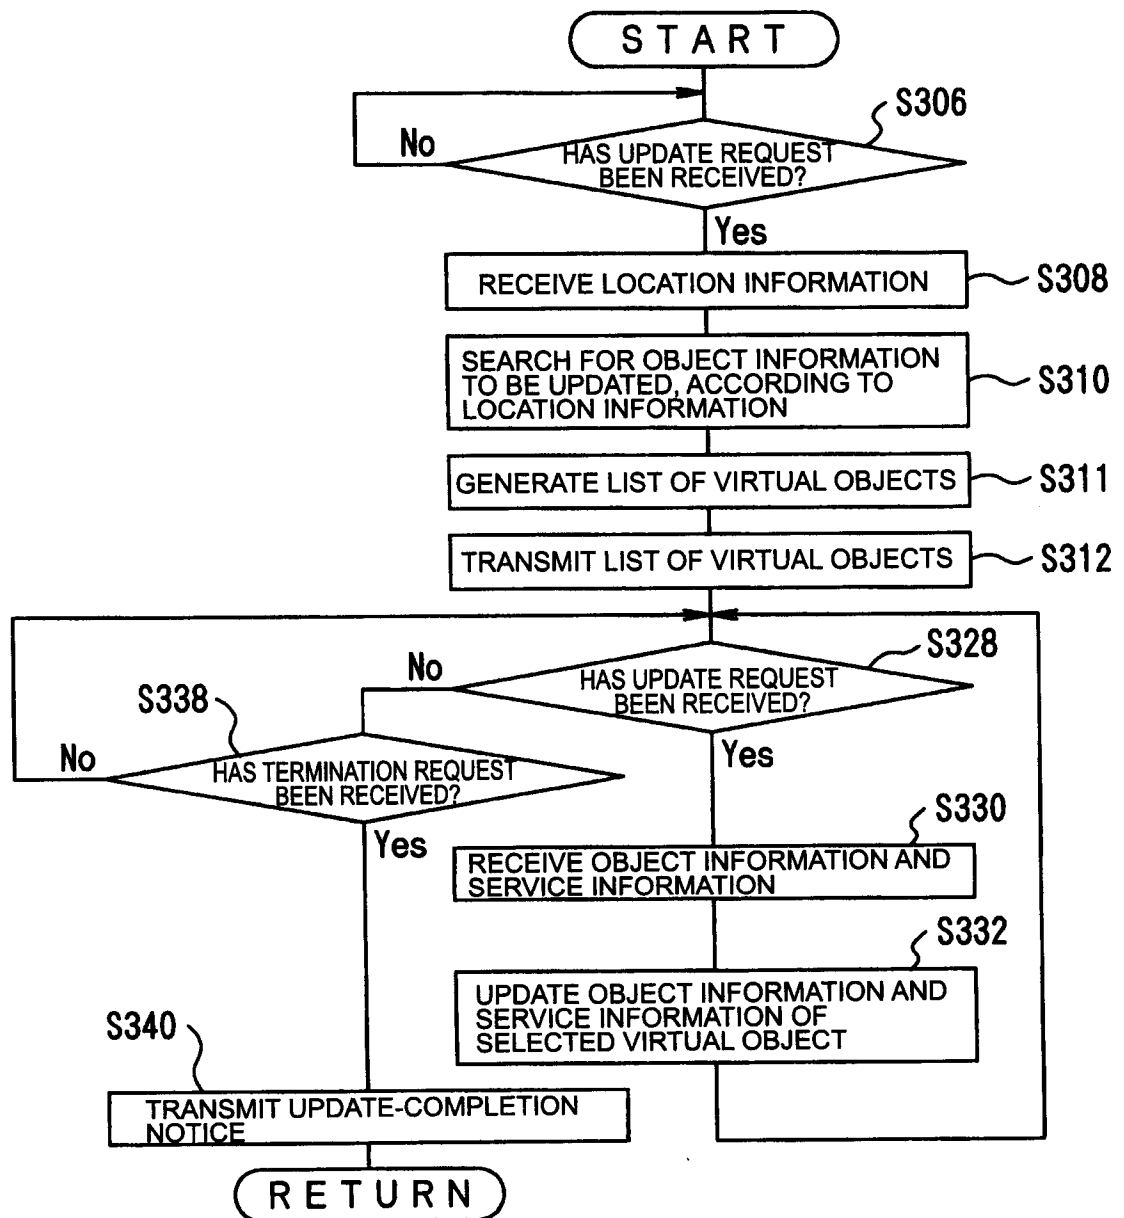 START
S306
No
HAS UPDATE REQUEST
BEEN RECEIVED?
Yes
RECEIVE LOCATION INFORMATION
S308
SEARCH FOR OBJECT INFORMATION
TO BE UPDATED, ACCORDING TO
LOCATION INFORMATION
S310
GENERATE LIST OF VIRTUAL OBJECTS
S311
TRANSMIT LIST OF VIRTUAL OBJECTS
S312
S328
No
HAS UPDATE REQUEST
BEEN RECEIVED?
S338
Yes
No
HAS TERMINATION REQUEST
BEEN RECEIVED?
Yes
S330
RECEIVE OBJECT INFORMATION AND
SERVICE INFORMATION
S332
UPDATE OBJECT INFORMATION AND
SERVICE INFORMATION OF
SELECTED VIRTUAL OBJECT
S340
TRANSMIT UPDATE-COMPLETION
NOTICE
RETURN